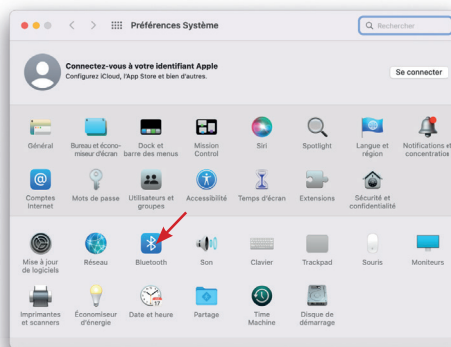 Préférences Système
Rechercher
Connectez-vous à votre identifiant Apple
Configurez iCloud, l'App Store et bien d'autres.
Se connecter
Général
Bureau et écono-
miseur d'écran
Dock et
barre des menus
Mission
Control
Siri
Spotlight
Langue et
région
Notifications et
concentration
Comptes
Internet
Mots de passe
Utilisateurs et
groupes
Accessibilité
Temps d'écran
Extensions
Sécurité et
confidentialité
Mise à jour
de logiciels
Réseau
Bluetooth
Son
Clavier
Trackpad
Souris
Moniteurs
Imprimantes
et scanners
Économiseur
d'énergie
Date et heure
Partage
Time
Machine
Disque de
démarrage